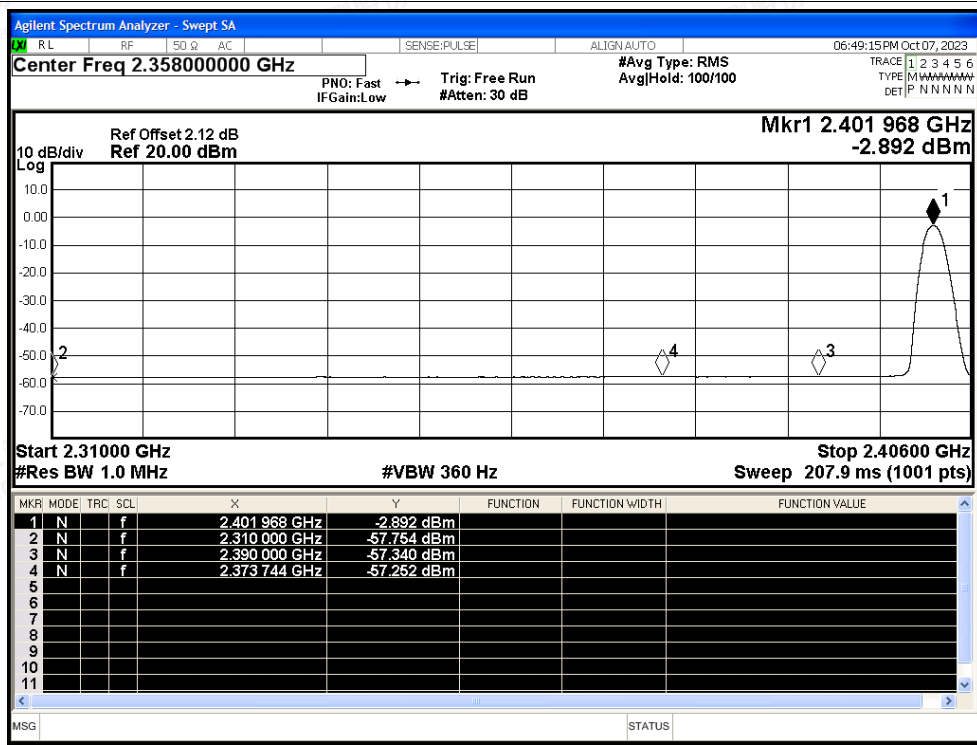 Agilent Spectrum Analyzer - Swept SA
LXI RL RF 50 Ω AC SENSE:PULSE ALIGN AUTO 06:49:15 PM Oct 07, 2023
Center Freq 2.358000000 GHz #Avg Type: RMS TRACE 1 2 3 4 5 6
PNO: Fast Trig: Free Run Avg|Hold: 100/100 TYPE MWWWWW
IFGain:Low #Atten: 30 dB DET P N N N N N
Mkr1 2.401 968 GHz
Ref Offset 2.12 dB
10 dB/div Ref 20.00 dBm -2.892 dBm
Log
10.0
1
0.00
-10.0
-20.0
-30.0
-40.0
-50.0 2 4 3
-60.0
-70.0
Start 2.31000 GHz Stop 2.40600 GHz
#Res BW 1.0 MHz #VBW 360 Hz Sweep 207.9 ms (1001 pts)
MKR MODE TRC SCL X Y FUNCTION FUNCTION WIDTH FUNCTION VALUE
1 N f 2.401 968 GHz -2.892 dBm
2 N f 2.310 000 GHz -57.754 dBm
3 N f 2.390 000 GHz -57.340 dBm
4 N f 2.373 744 GHz -57.252 dBm
5
6
7
8
9
10
11
MSG STATUS